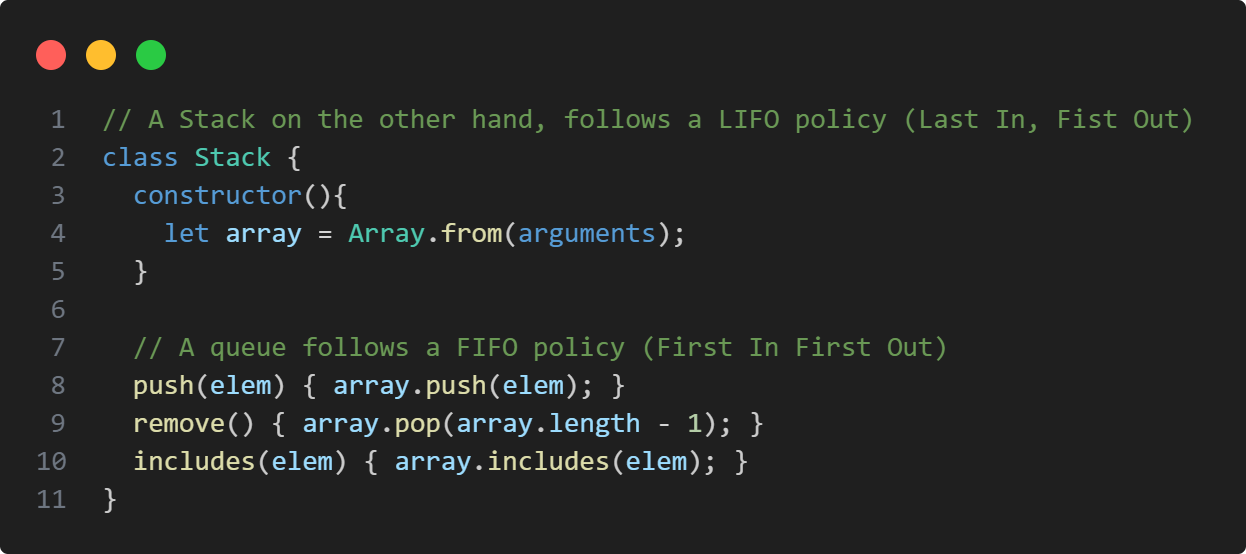 1 // A Stack on the other hand, follows a LIFO policy (Last In, Fist Out)
2 class Stack {
3   constructor(){
4     let array = Array.from(arguments);
5   }
6
7   // A queue follows a FIFO policy (First In First Out)
8   push(elem) { array.push(elem); }
9   remove() { array.pop(array.length - 1); }
10   includes(elem) { array.includes(elem); }
11 }